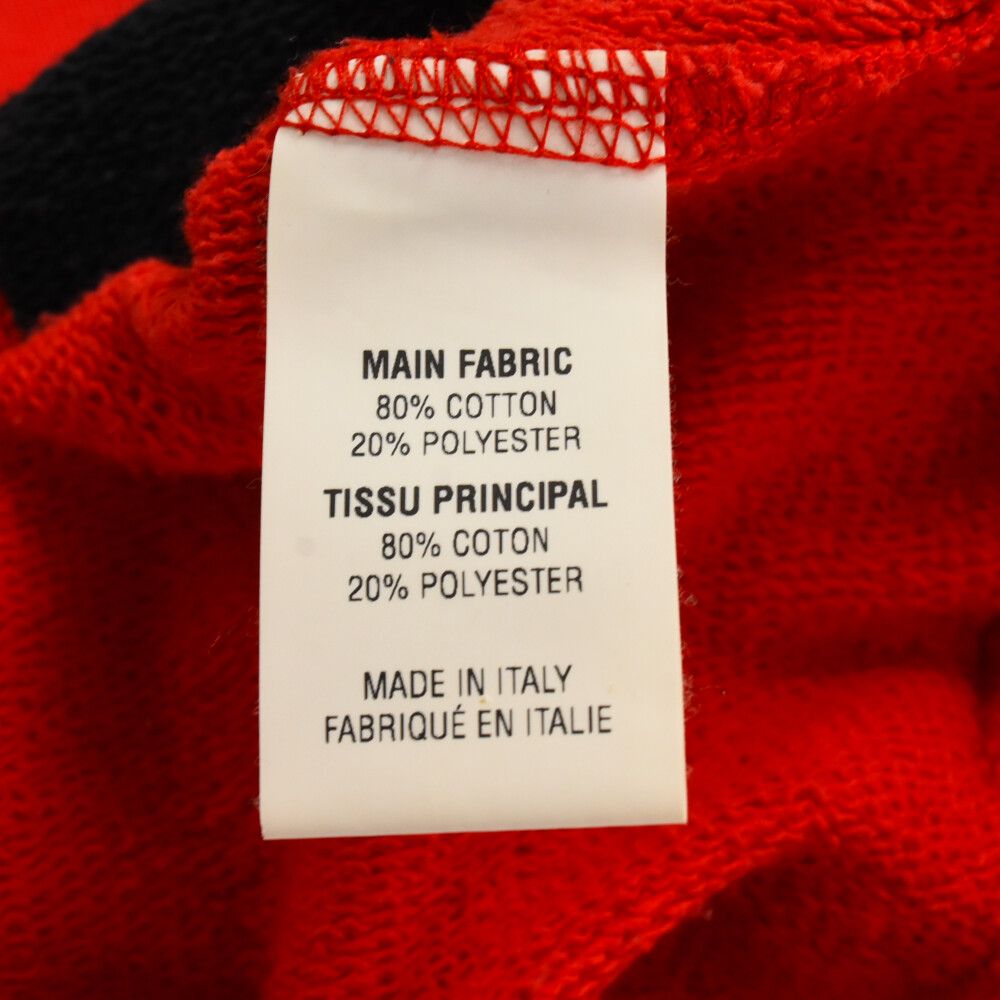 MAIN FABRIC
80% COTTON
20% POLYESTER
TISSU PRINCIPAL
80% COTON
20% POLYESTER
MADE IN ITALY
FABRIQUÉ EN ITALIE